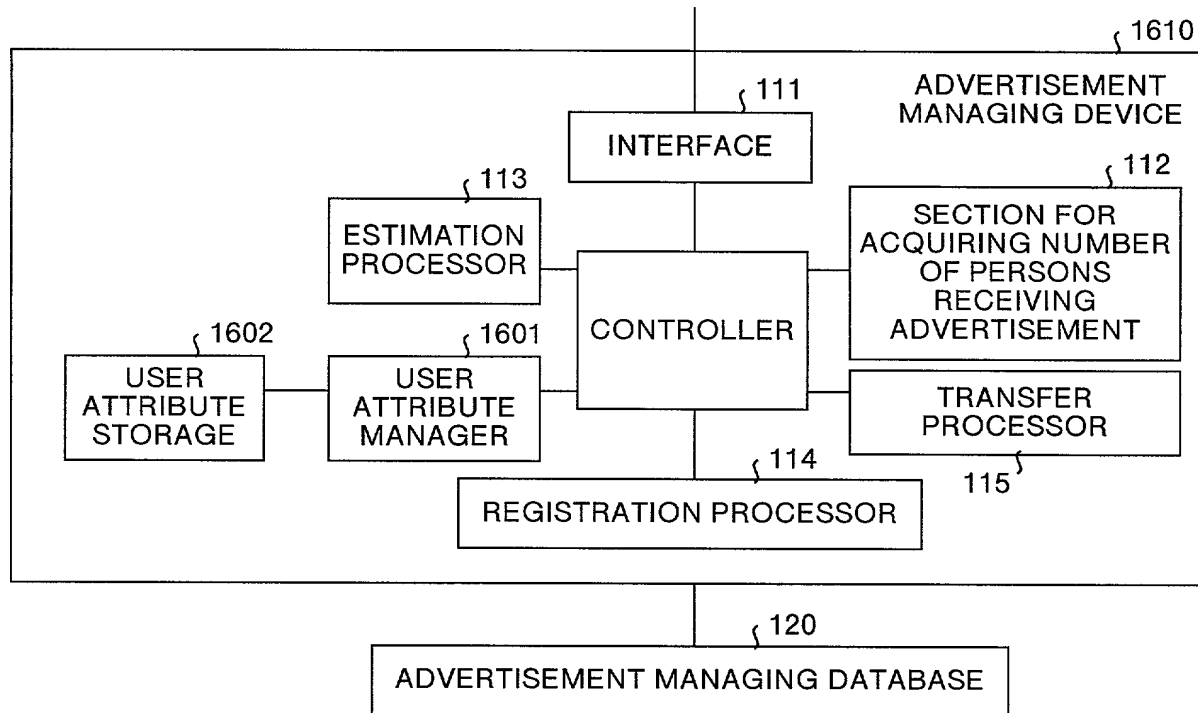 1610
ADVERTISEMENT
MANAGING DEVICE
111
INTERFACE
113
ESTIMATION
PROCESSOR
112
SECTION FOR
ACQUIRING NUMBER
OF PERSONS
RECEIVING
ADVERTISEMENT
CONTROLLER
1602
USER
ATTRIBUTE
STORAGE
1601
USER
ATTRIBUTE
MANAGER
TRANSFER
PROCESSOR
115
114
REGISTRATION PROCESSOR
120
ADVERTISEMENT MANAGING DATABASE